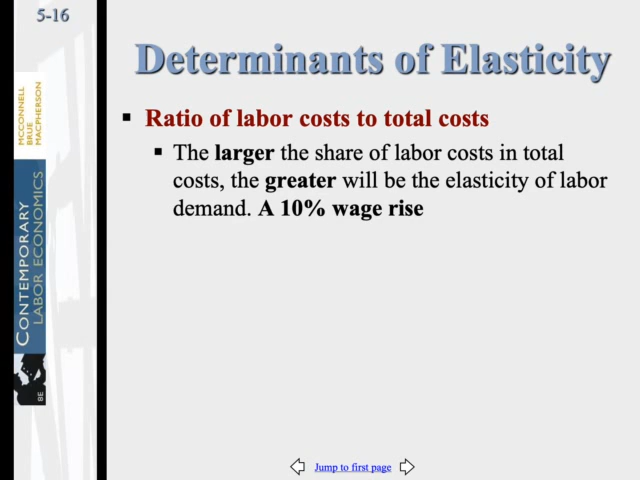 5-16
Determinants of Elasticity
MCCONNELL
BRUE
MACPHERSON
CONTEMPORARY
LABOR ECONOMICS
8E
▪ Ratio of labor costs to total costs
▪ The larger the share of labor costs in total
costs, the greater will be the elasticity of labor
demand. A 10% wage rise
Jump to first page